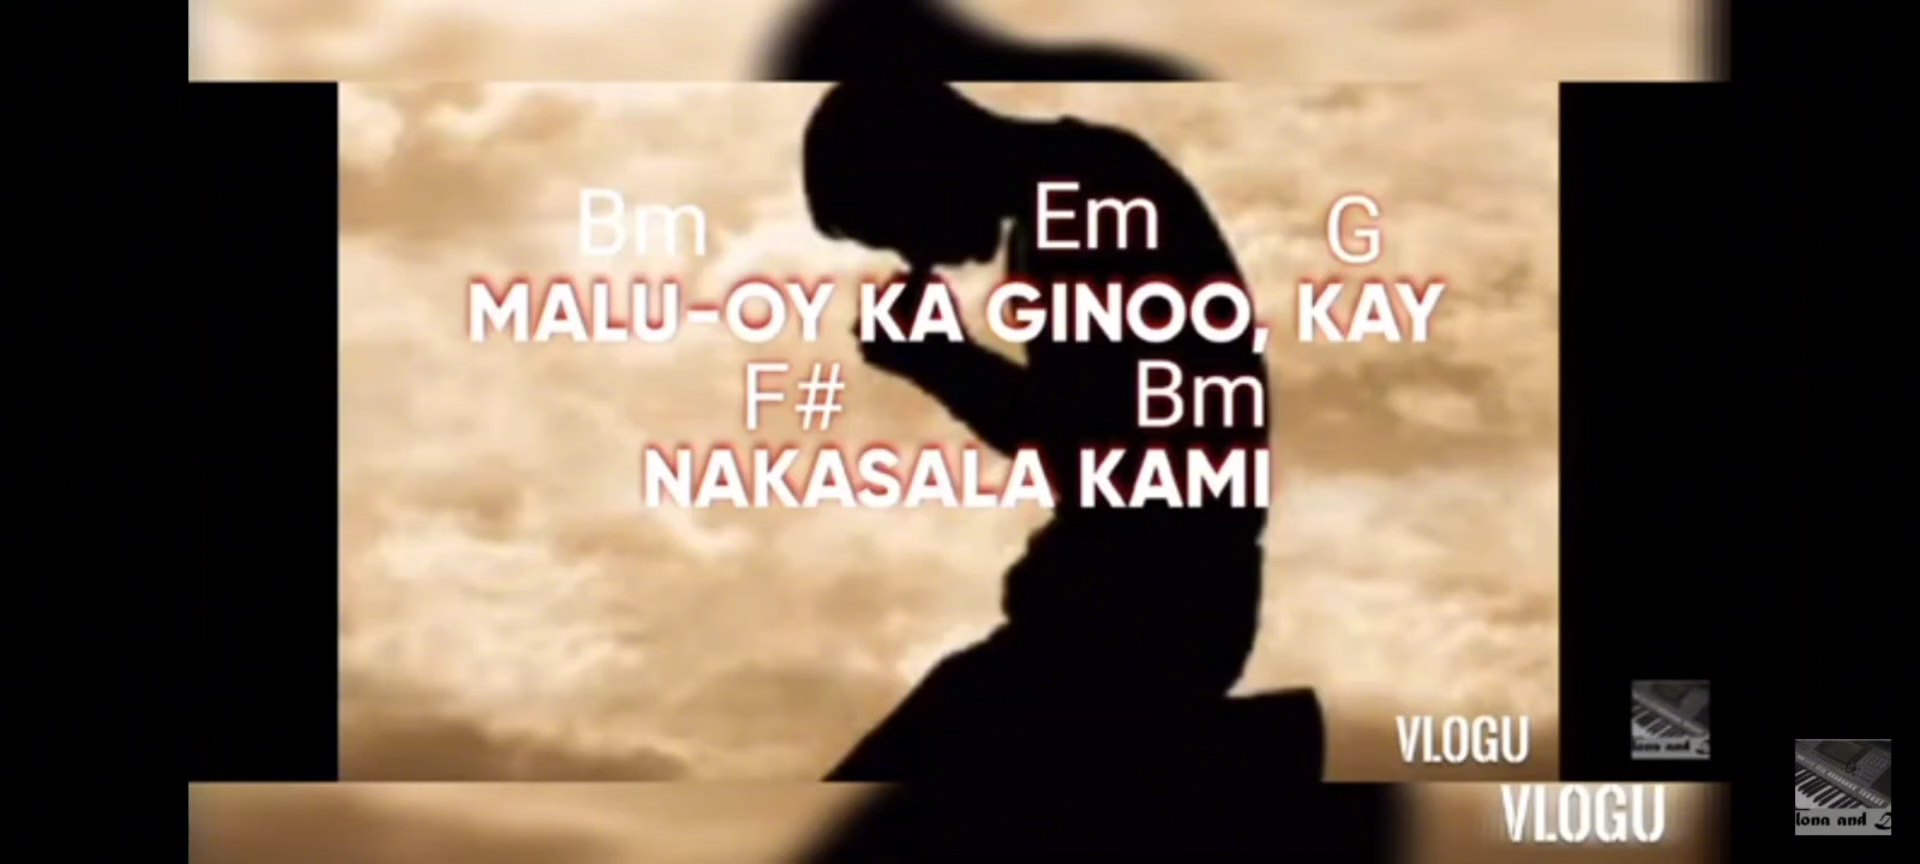 Bm Em G
MALU-OY KA GINOO, KAY
F# Bm
NAKASALA KAMI
VLOGU
VLOGU